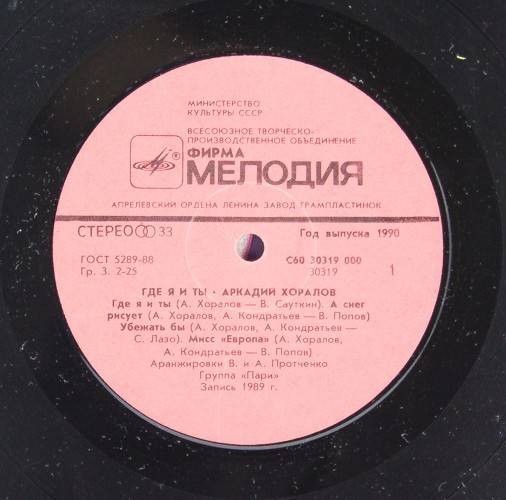 МИНИСТЕРСТВО
КУЛЬТУРЫ СССР
ВСЕСОЮЗНОЕ ТВОРЧЕСКО-
ПРОИЗВОДСТВЕННОЕ ОБЪЕДИНЕНИЕ
ФИРМА
® МЕЛОДИЯ
АПРЕЛЕВСКИЙ ОРДЕНА ЛЕНИНА ЗАВОД ГРАМПЛАСТИНОК
СТЕРЕО 33
Год выпуска 1990
ГОСТ 5289-88
С60 30319 000
Гр. 3. 2-25
30319
1
ГДЕ Я И ТЫ · АРКАДИЙ ХОРАЛОВ
Где я и ты (А. Хоралов — В. Сауткин). А снег
рисует (А. Хоралов, А. Кондратьев — В. Попов)
Убежать бы (А. Хоралов, А. Кондратьев —
С. Лазо). Мисс «Европа» (А. Хоралов,
А. Кондратьев — В. Попов)
Аранжировки В. и А. Протченко
Группа «Пари»
Запись 1989 г.